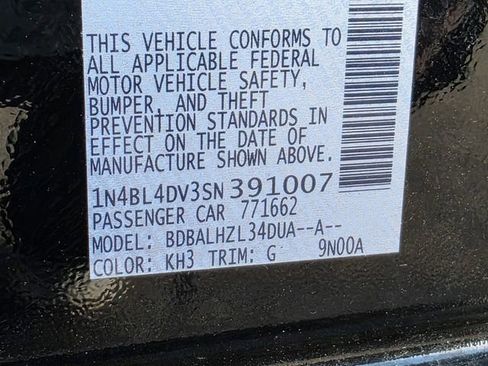 THIS VEHICLE CONFORMS TO
ALL APPLICABLE FEDERAL
MOTOR VEHICLE SAFETY,
BUMPER, AND THEFT
PREVENTION STANDARDS IN
EFFECT ON THE DATE OF
MANUFACTURE SHOWN ABOVE.
1N4BL4DV3SN391007
PASSENGER CAR 771662
MODEL: BDBALHZL34DUA--A--
COLOR: KH3 TRIM: G 9N00A